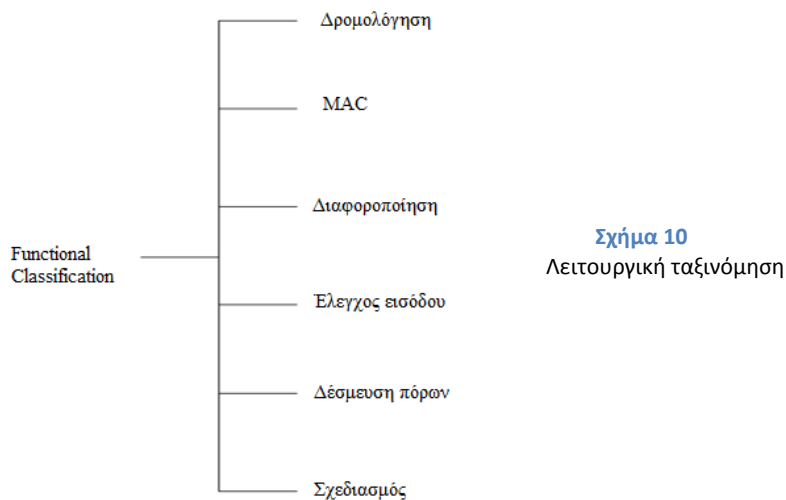 Δρομολόγηση
MAC
Διαφοροποίηση
Functional
Classification
Σχήμα 10
Λειτουργική ταξινόμηση
Έλεγχος εισόδου
Δέσμευση πόρων
Σχεδιασμός